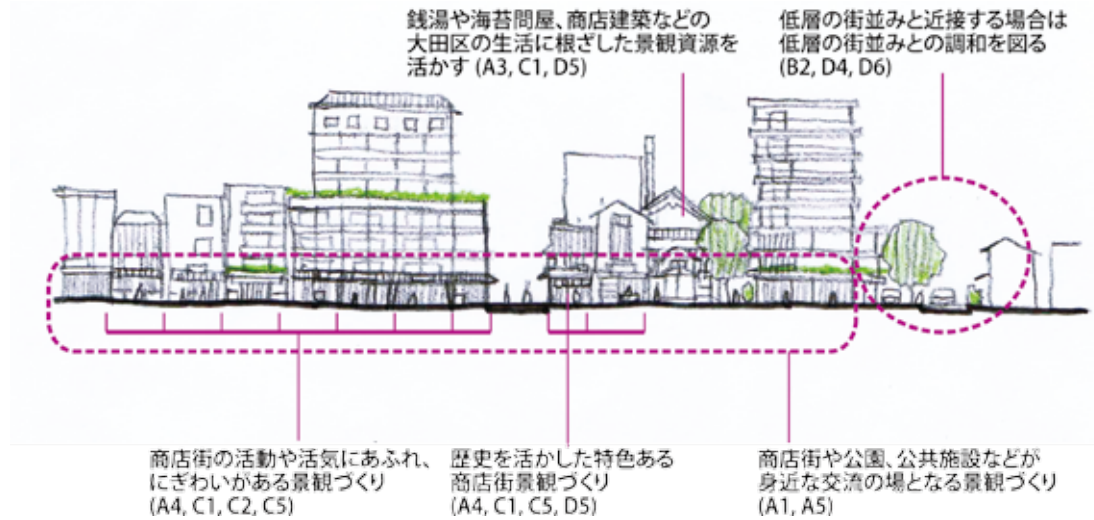 銭湯や海苔問屋、商店建築などの
大田区の生活に根ざした景観資源を
活かす (A3, C1, D5)
低層の街並みと近接する場合は
低層の街並みとの調和を図る
(B2, D4, D6)
商店街の活動や活気にあふれ、
にぎわいがある景観づくり
(A4, C1, C2, C5)
歴史を活かした特色ある
商店街景観づくり
(A4, C1, C5, D5)
商店街や公園、公共施設などが
身近な交流の場となる景観づくり
(A1, A5)